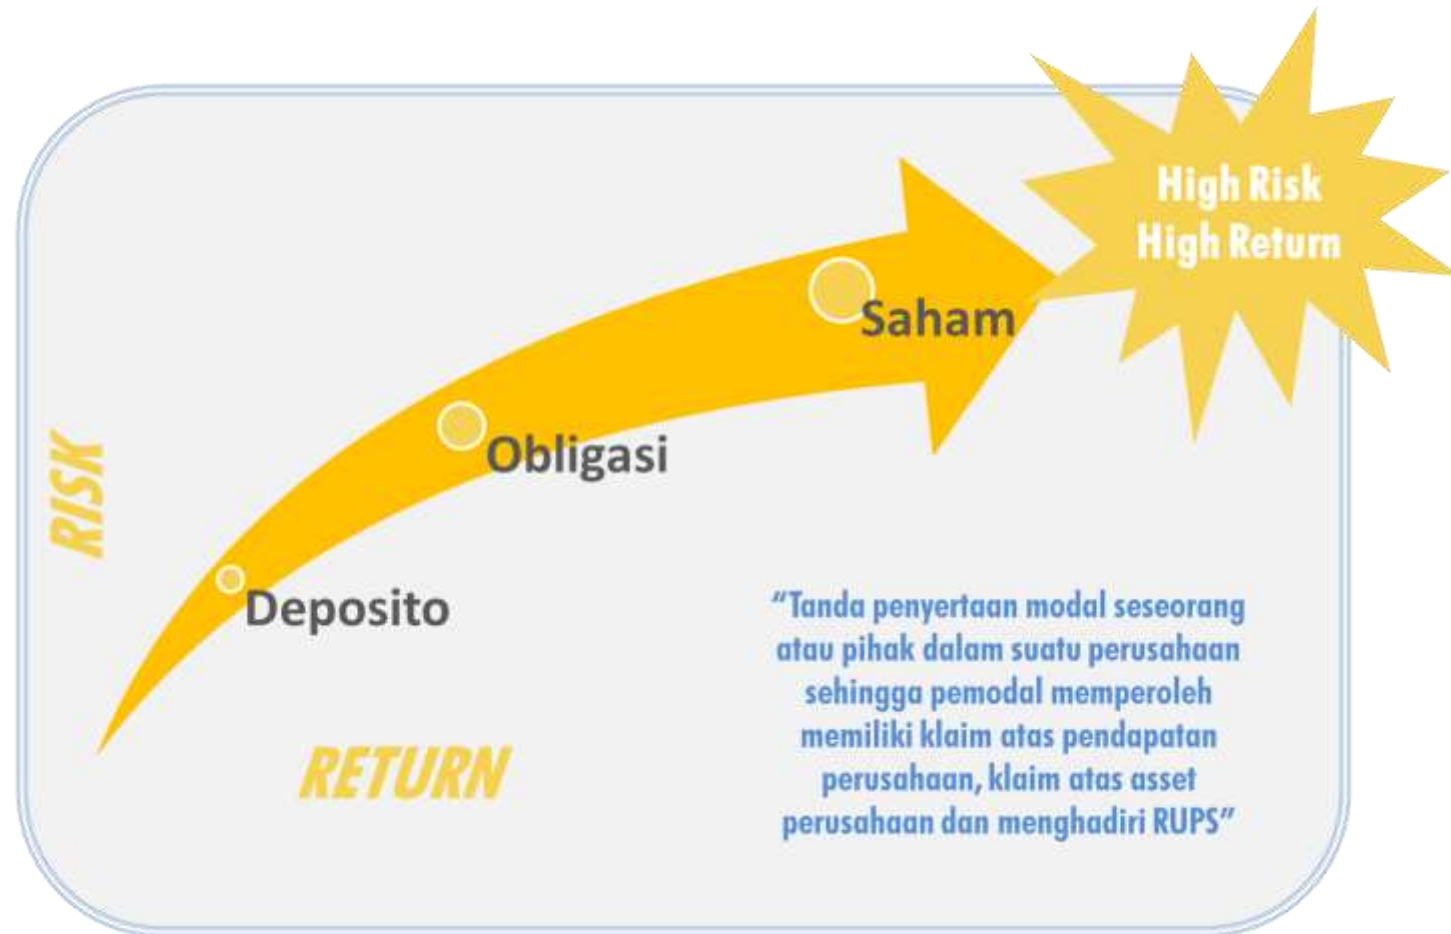 High Risk
High Return
Saham
Obligasi
Deposito
RISK
RETURN
“Tanda penyertaan modal seseorang
atau pihak dalam suatu perusahaan
sehingga pemodal memperoleh
memiliki klaim atas pendapatan
perusahaan, klaim atas asset
perusahaan dan menghadiri RUPS”